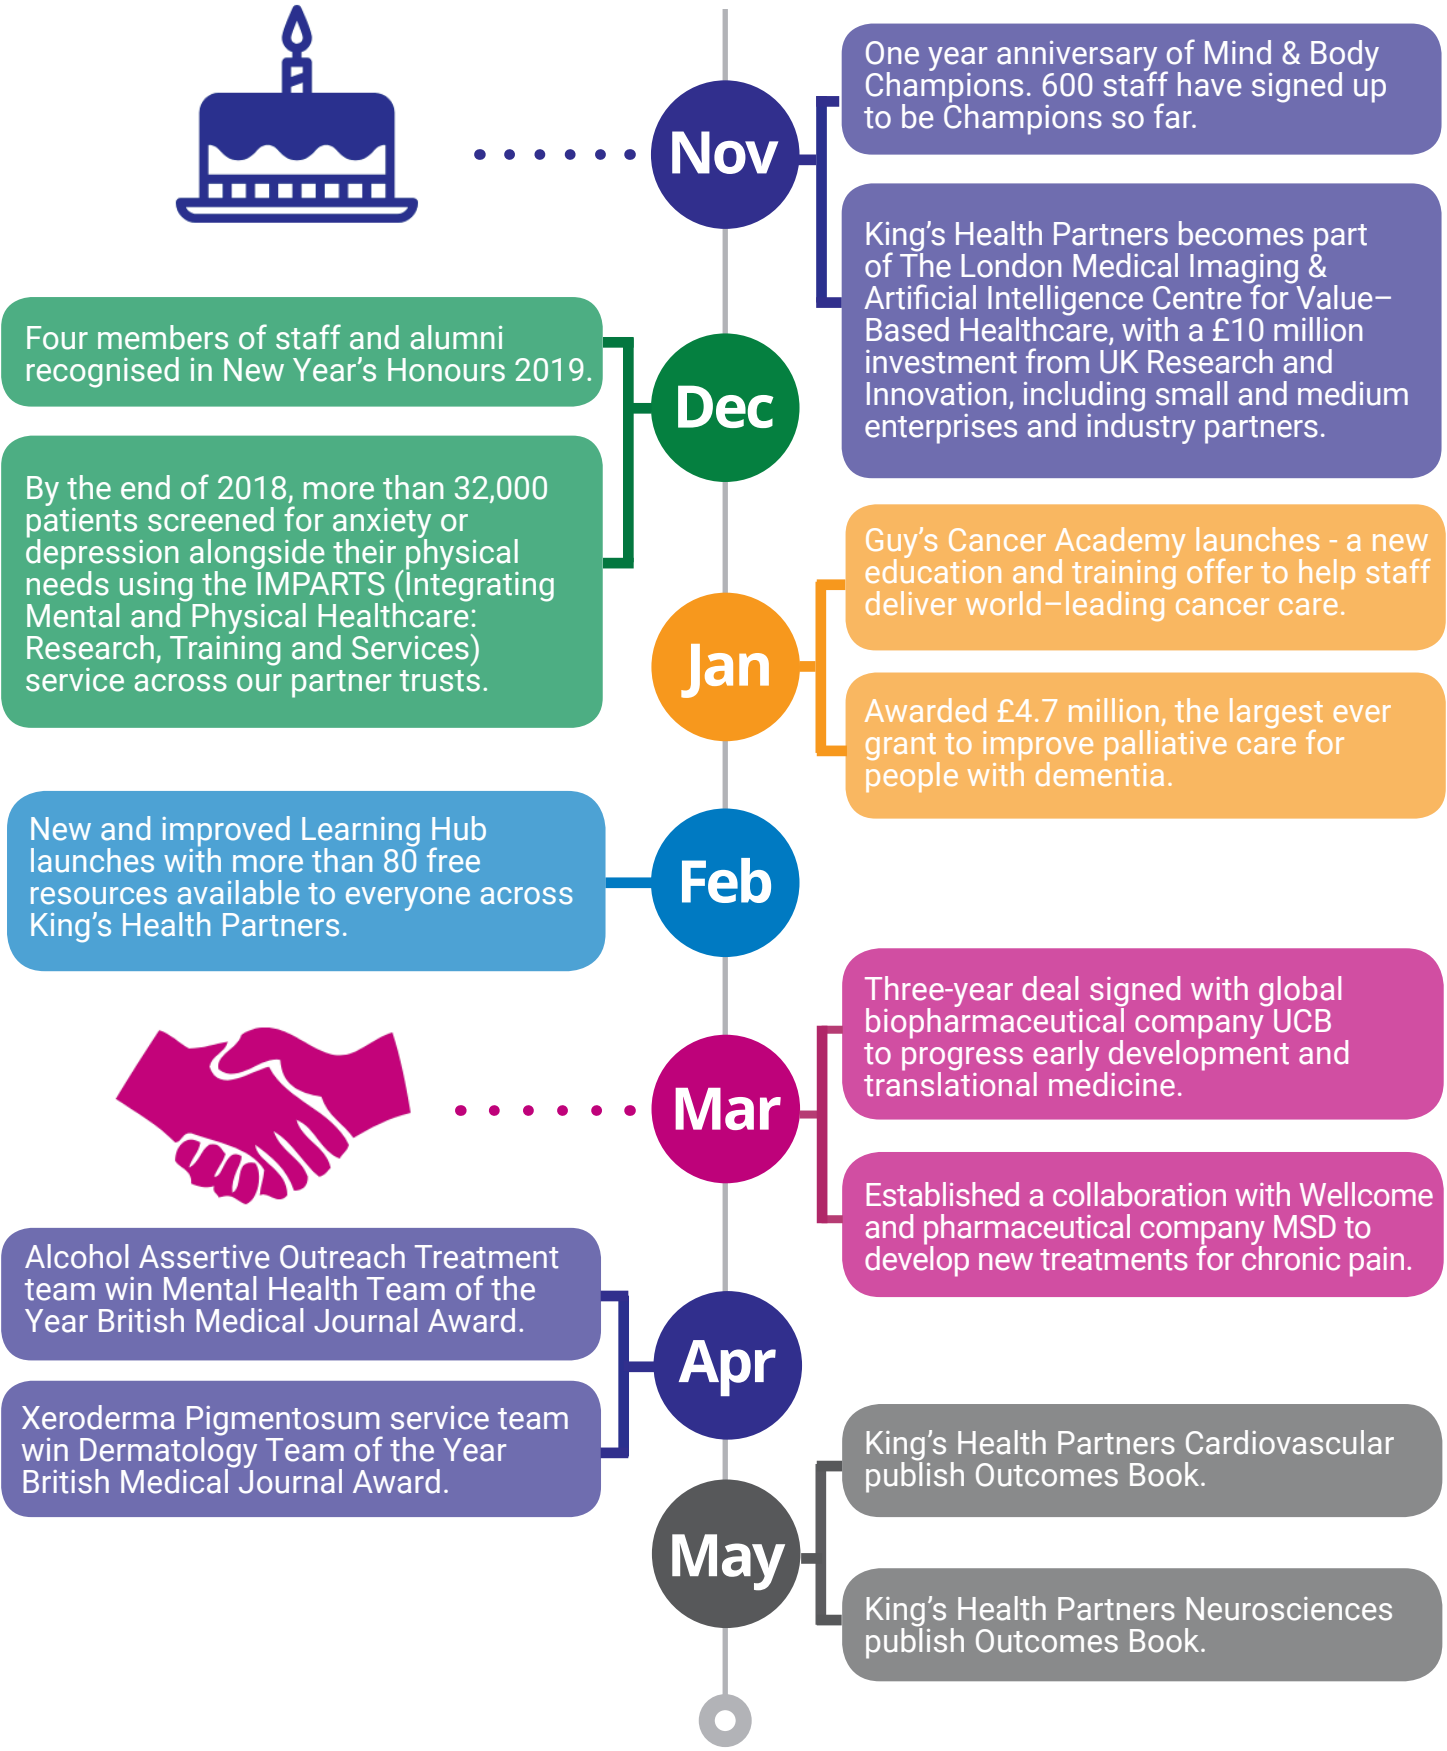 Nov
One year anniversary of Mind & Body
Champions. 600 staff have signed up
to be Champions so far.
King’s Health Partners becomes part
of The London Medical Imaging &
Artificial Intelligence Centre for Value–
Based Healthcare, with a £10 million
investment from UK Research and
Innovation, including small and medium
enterprises and industry partners.
Dec
Four members of staff and alumni
recognised in New Year’s Honours 2019.
By the end of 2018, more than 32,000
patients screened for anxiety or
depression alongside their physical
needs using the IMPARTS (Integrating
Mental and Physical Healthcare:
Research, Training and Services)
service across our partner trusts.
Jan
Guy’s Cancer Academy launches - a new
education and training offer to help staff
deliver world–leading cancer care.
Awarded £4.7 million, the largest ever
grant to improve palliative care for
people with dementia.
Feb
New and improved Learning Hub
launches with more than 80 free
resources available to everyone across
King’s Health Partners.
Mar
Three-year deal signed with global
biopharmaceutical company UCB
to progress early development and
translational medicine.
Established a collaboration with Wellcome
and pharmaceutical company MSD to
develop new treatments for chronic pain.
Apr
Alcohol Assertive Outreach Treatment
team win Mental Health Team of the
Year British Medical Journal Award.
Xeroderma Pigmentosum service team
win Dermatology Team of the Year
British Medical Journal Award.
May
King’s Health Partners Cardiovascular
publish Outcomes Book.
King’s Health Partners Neurosciences
publish Outcomes Book.